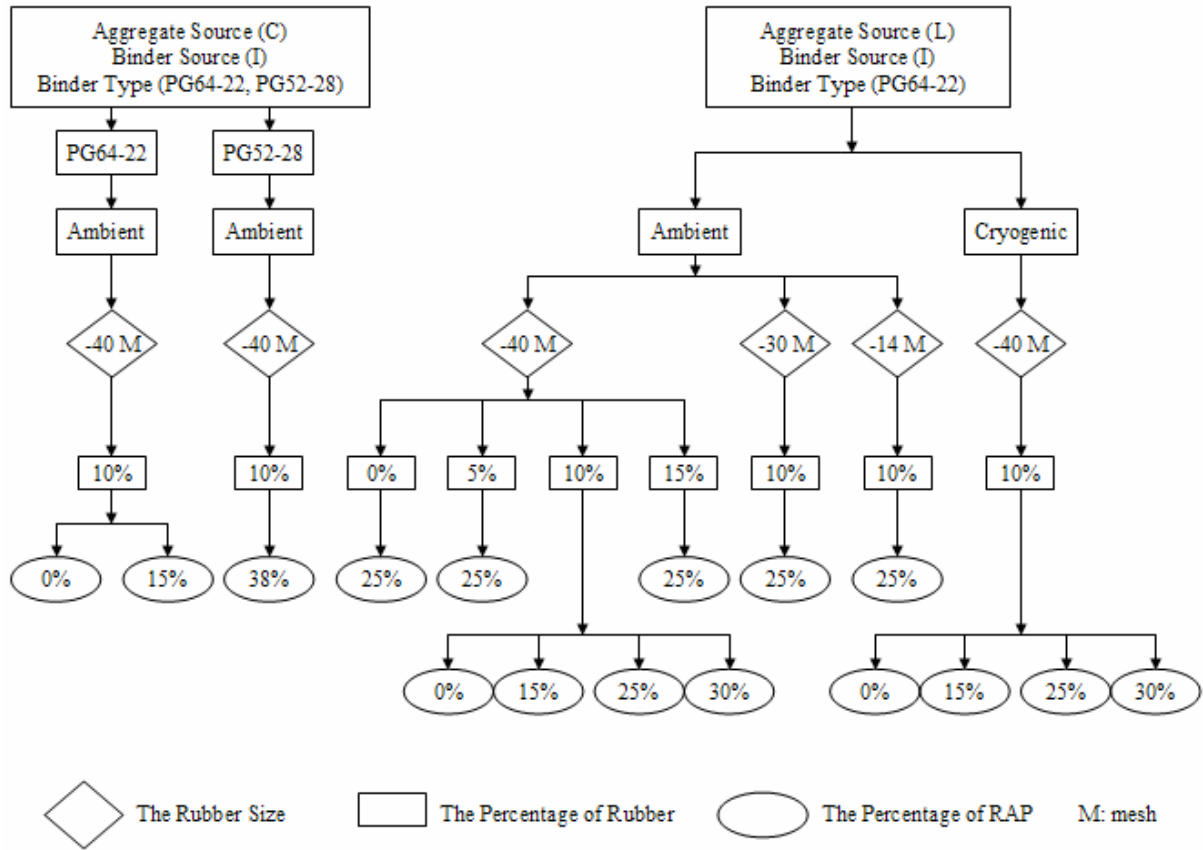 Aggregate Source (C)
Binder Source (I)
Binder Type (PG64-22, PG52-28)
Aggregate Source (L)
Binder Source (I)
Binder Type (PG64-22)
PG64-22
PG52-28
Ambient
Ambient
Ambient
Cryogenic
-40 M
-40 M
-40 M
-30 M
-14 M
-40 M
10%
10%
0%
5%
10%
15%
10%
10%
10%
0%
15%
38%
25%
25%
25%
25%
25%
0%
15%
25%
30%
0%
15%
25%
30%
The Rubber Size
The Percentage of Rubber
The Percentage of RAP
M: mesh